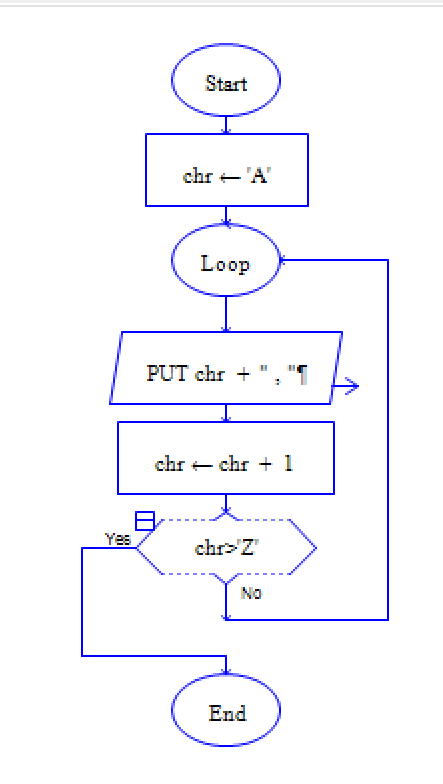 Start
chr ← 'A'
Loop
PUT chr + " , "¶
chr ← chr + 1
chr>'Z'
Yes
No
End